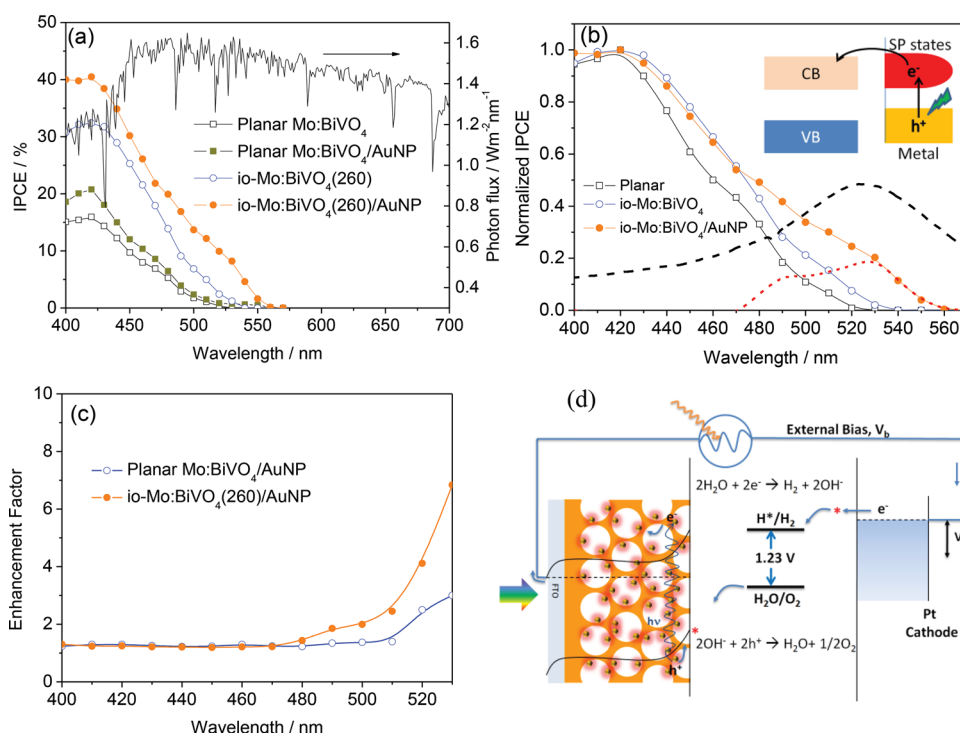 (a)
IPCE / %
50
40
30
20
10
0
400 450 500 550 600 650 700
Wavelength / nm
1.6
1.4
1.2
1.0
0.8
0.6
0.4
Photon flux / Wm⁻²nm⁻¹
Planar Mo:BiVO₄
Planar Mo:BiVO₄/AuNP
io-Mo:BiVO₄(260)
io-Mo:BiVO₄(260)/AuNP
(b)
Normalized IPCE
1.0
0.8
0.6
0.4
0.2
0.0
400 420 440 460 480 500 520 540 560
Wavelength / nm
Planar
io-Mo:BiVO₄
io-Mo:BiVO₄/AuNP
SP states
CB
e⁻
VB
h⁺
Metal
(c)
Enhancement Factor
10
8
6
4
2
0
400 420 440 460 480 500 520
Wavelength / nm
Planar Mo:BiVO₄/AuNP
io-Mo:BiVO₄(260)/AuNP
(d)
External Bias, V_b
2H₂O + 2e⁻ → H₂ + 2OH⁻
e⁻
H*/H₂
* e⁻
1.23 V
V
H₂O/O₂
FTO
hν
Pt
Cathode
*
2OH⁻ + 2h⁺ → H₂O+ 1/2O₂
h⁺